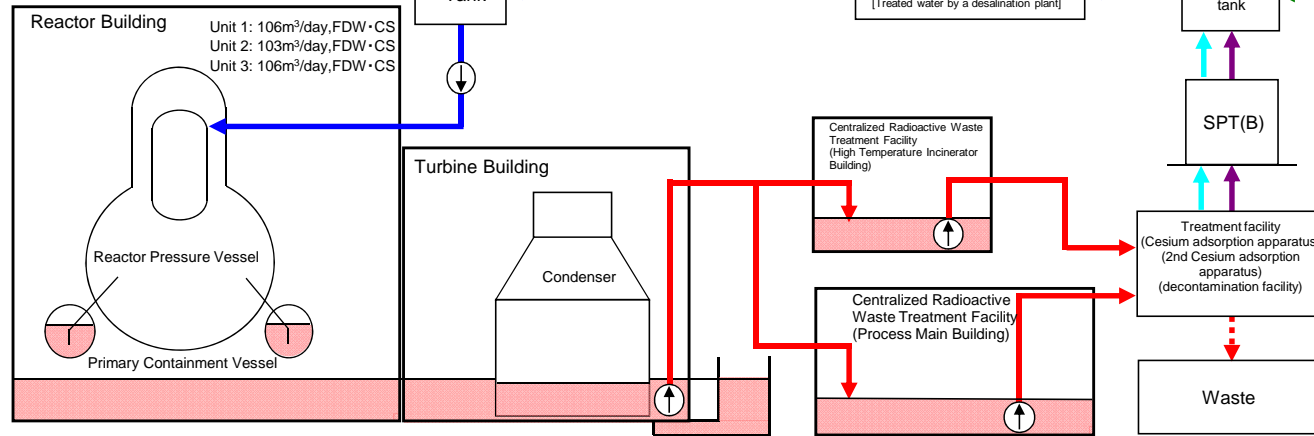 Tank
[Treated water by a desalination plant]
tank
Reactor Building
Unit 1: 106m³/day,FDW・CS
Unit 2: 103m³/day,FDW・CS
Unit 3: 106m³/day,FDW・CS
SPT(B)
Centralized Radioactive Waste
Treatment Facility
(High Temperature Incinerator
Building)
Turbine Building
Reactor Pressure Vessel
Condenser
Treatment facility
(Cesium adsorption apparatus)
(2nd Cesium adsorption
apparatus)
(decontamination facility)
Centralized Radioactive
Waste Treatment Facility
(Process Main Building)
Primary Containment Vessel
Waste